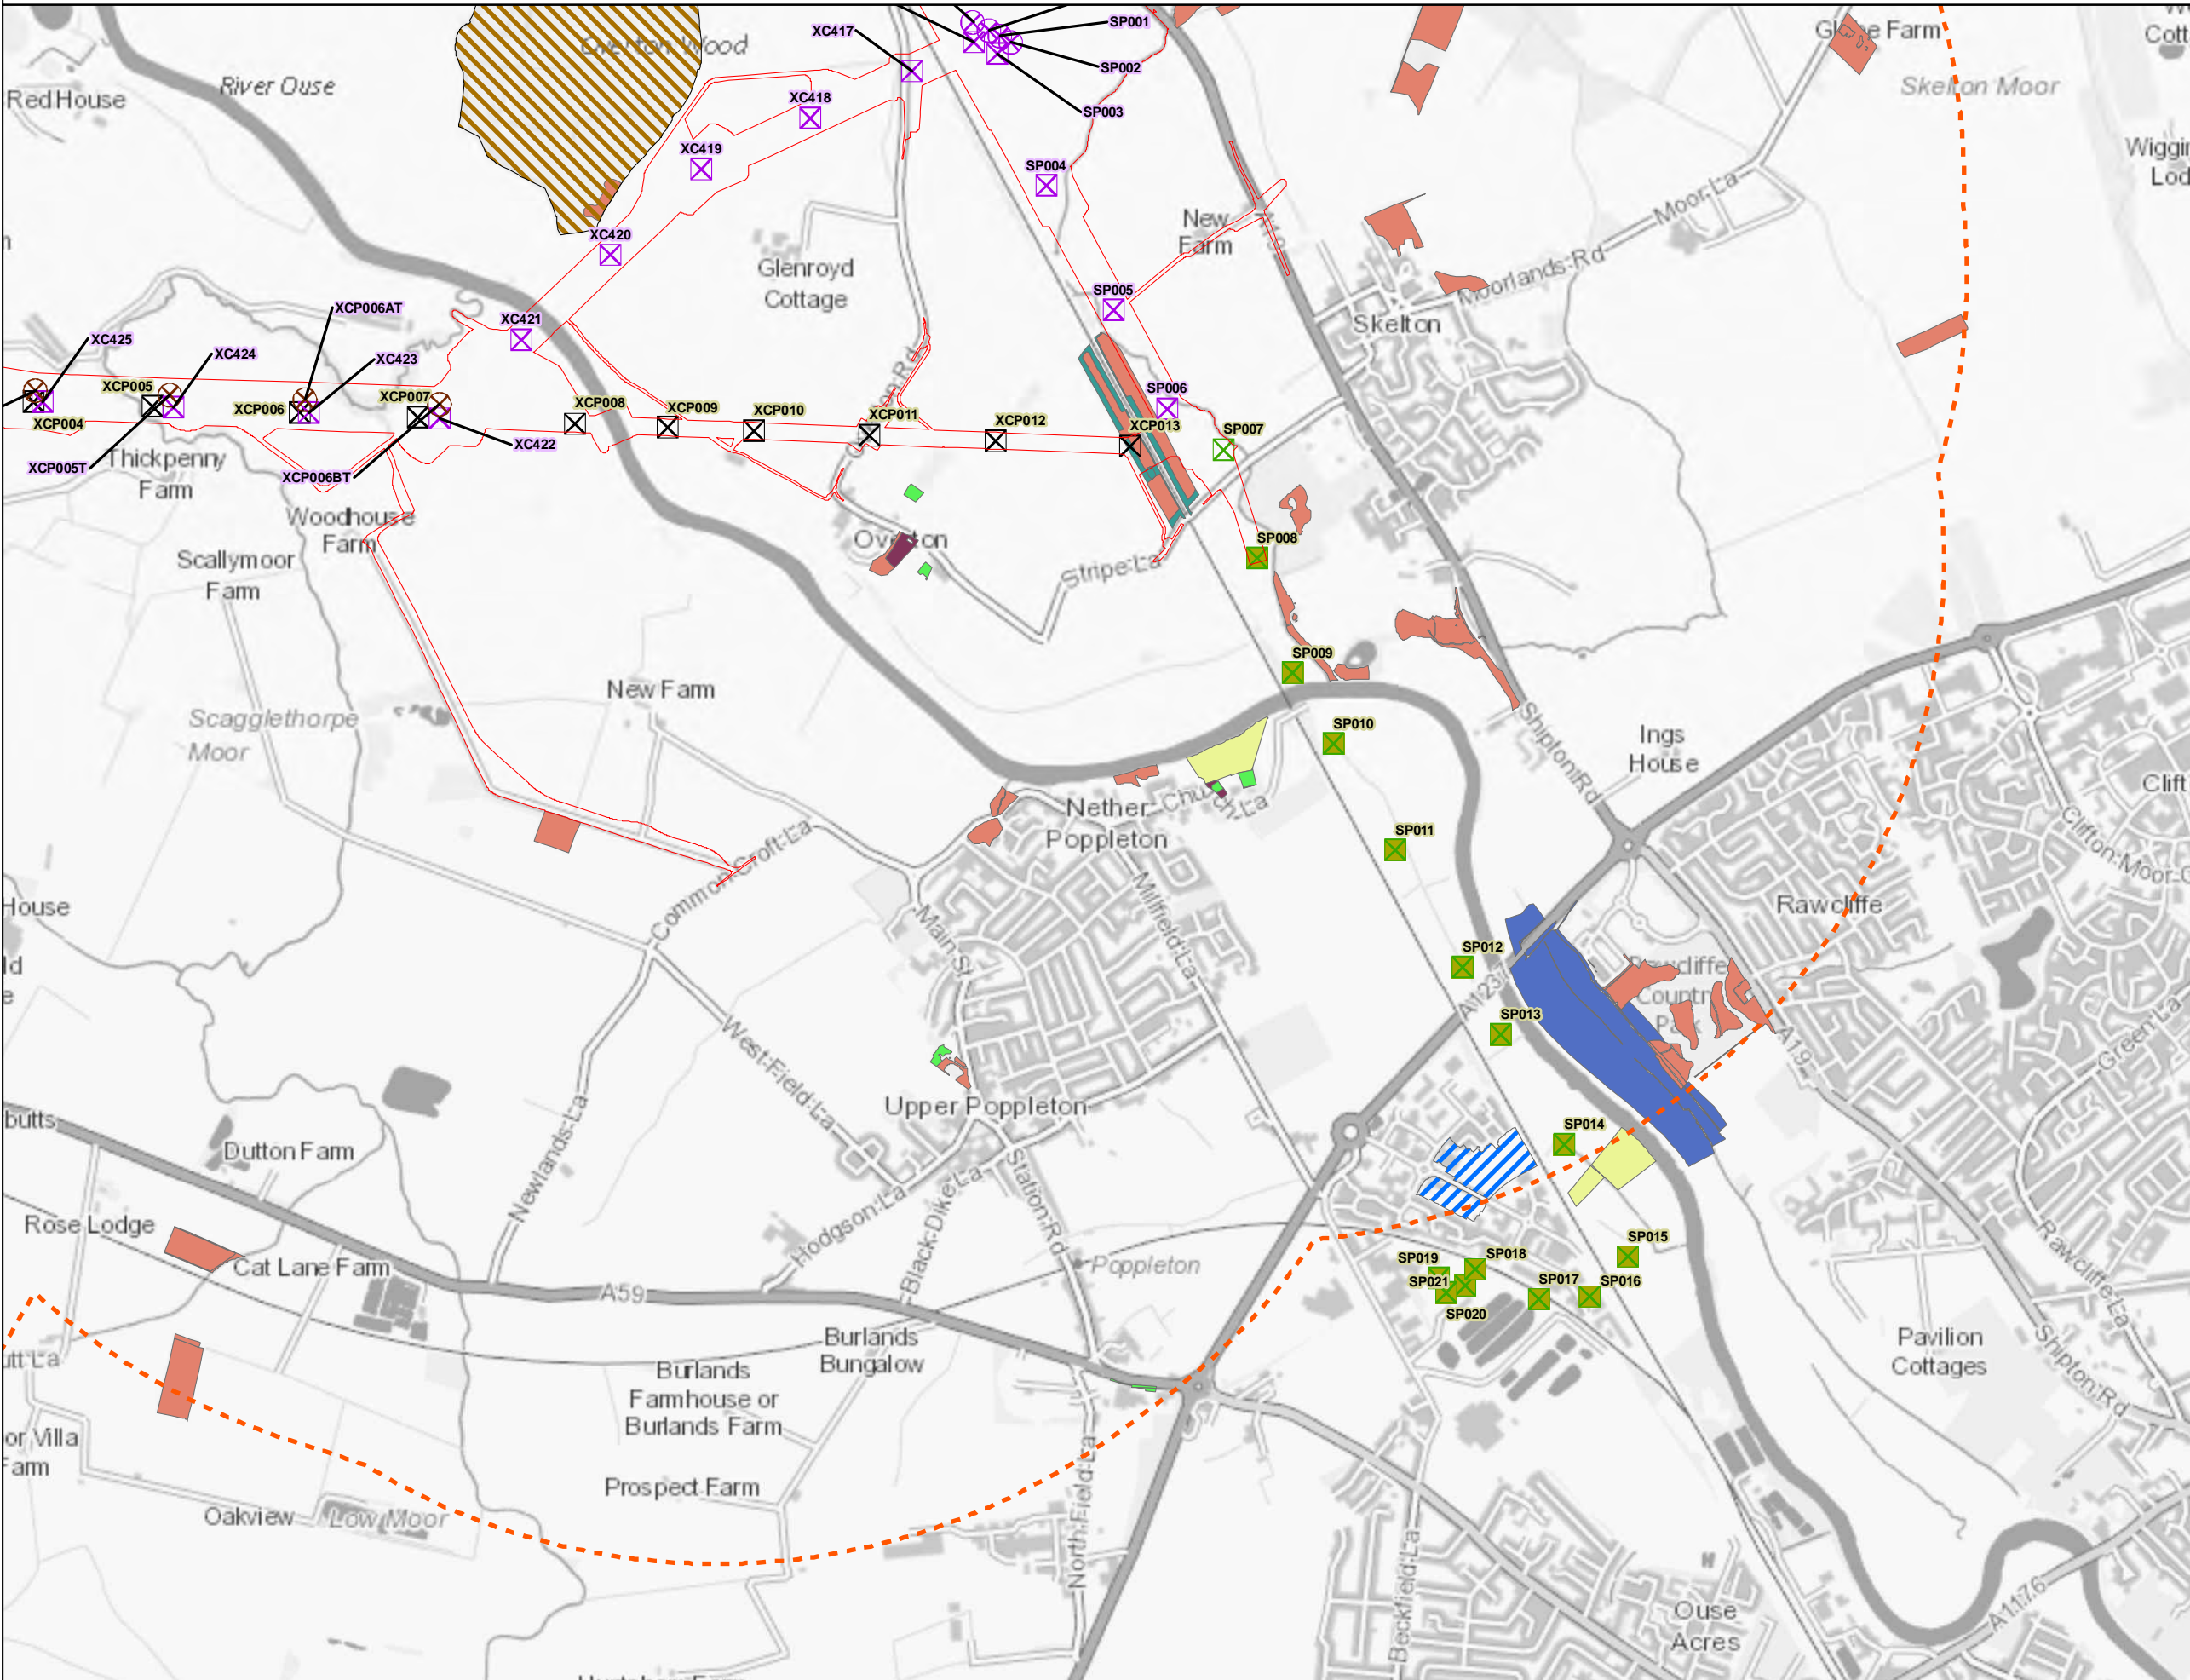 Overton Wood
XC417
SP001
SP002
SP003
Glebe Farm
Skelton Moor
Red House
River Ouse
XC418
XC419
SP004
XC420
New
Farm
Moor La
Glenroyd
Cottage
Moorlands Rd
SP005
Skelton
XCP006AT
XC425
XC424
XC423
XC421
XCP005
XCP006
XCP007
XCP004
XCP008
XCP009
XCP010
XCP011
XCP012
XCP013
SP006
SP007
XC422
XCP005T
XCP006BT
Thickpenny
Farm
Woodhouse
Farm
Scallymoor
Farm
Overton
Stripe La
SP008
SP009
New Farm
Scagglethorpe
Moor
SP010
Shipton Rd
Ings
House
Nether
Poppleton
Church La
SP011
Millfield La
Common Croft La
Main St
Clifton Moor
Rawcliffe
House
SP012
Rawcliffe
Country
Park
SP013
A19
Green La
West Field La
Upper Poppleton
butts
Dutton Farm
Newlands La
Hodgson La
Black Dike La
Station Rd
SP014
Rose Lodge
Cat Lane Farm
A59
Poppleton
SP015
SP019
SP018
SP021
SP017
SP016
SP020
Rawcliffe La
Shipton Rd
Burlands
Bungalow
Burlands
Farmhouse or
Burlands Farm
Pavilion
Cottages
Prospect Farm
Oakview
Low Moor
North Field La
Beckfield La
Ouse
Acres
A1176